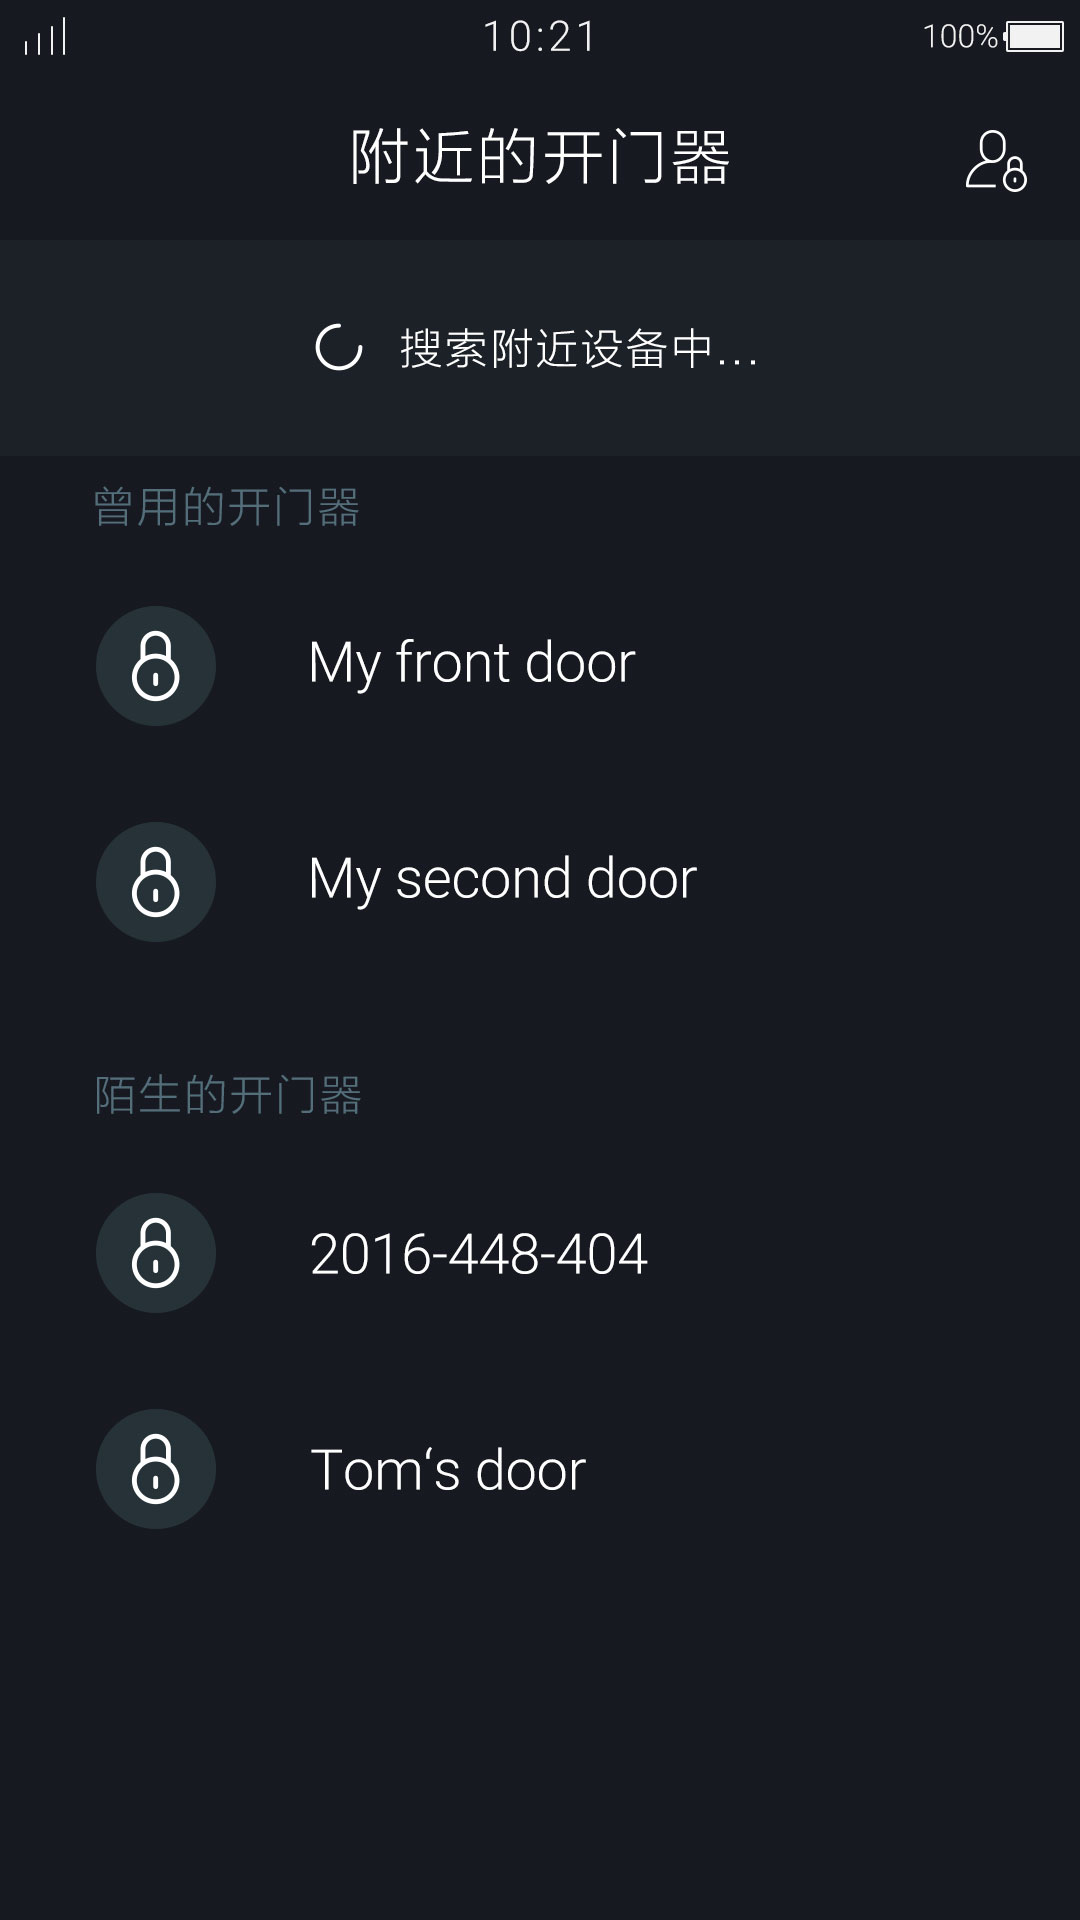 10:21
100%
附近的开门器
搜索附近设备中...
曾用的开门器
My front door
My second door
陌生的开门器
2016-448-404
Tom‘s door